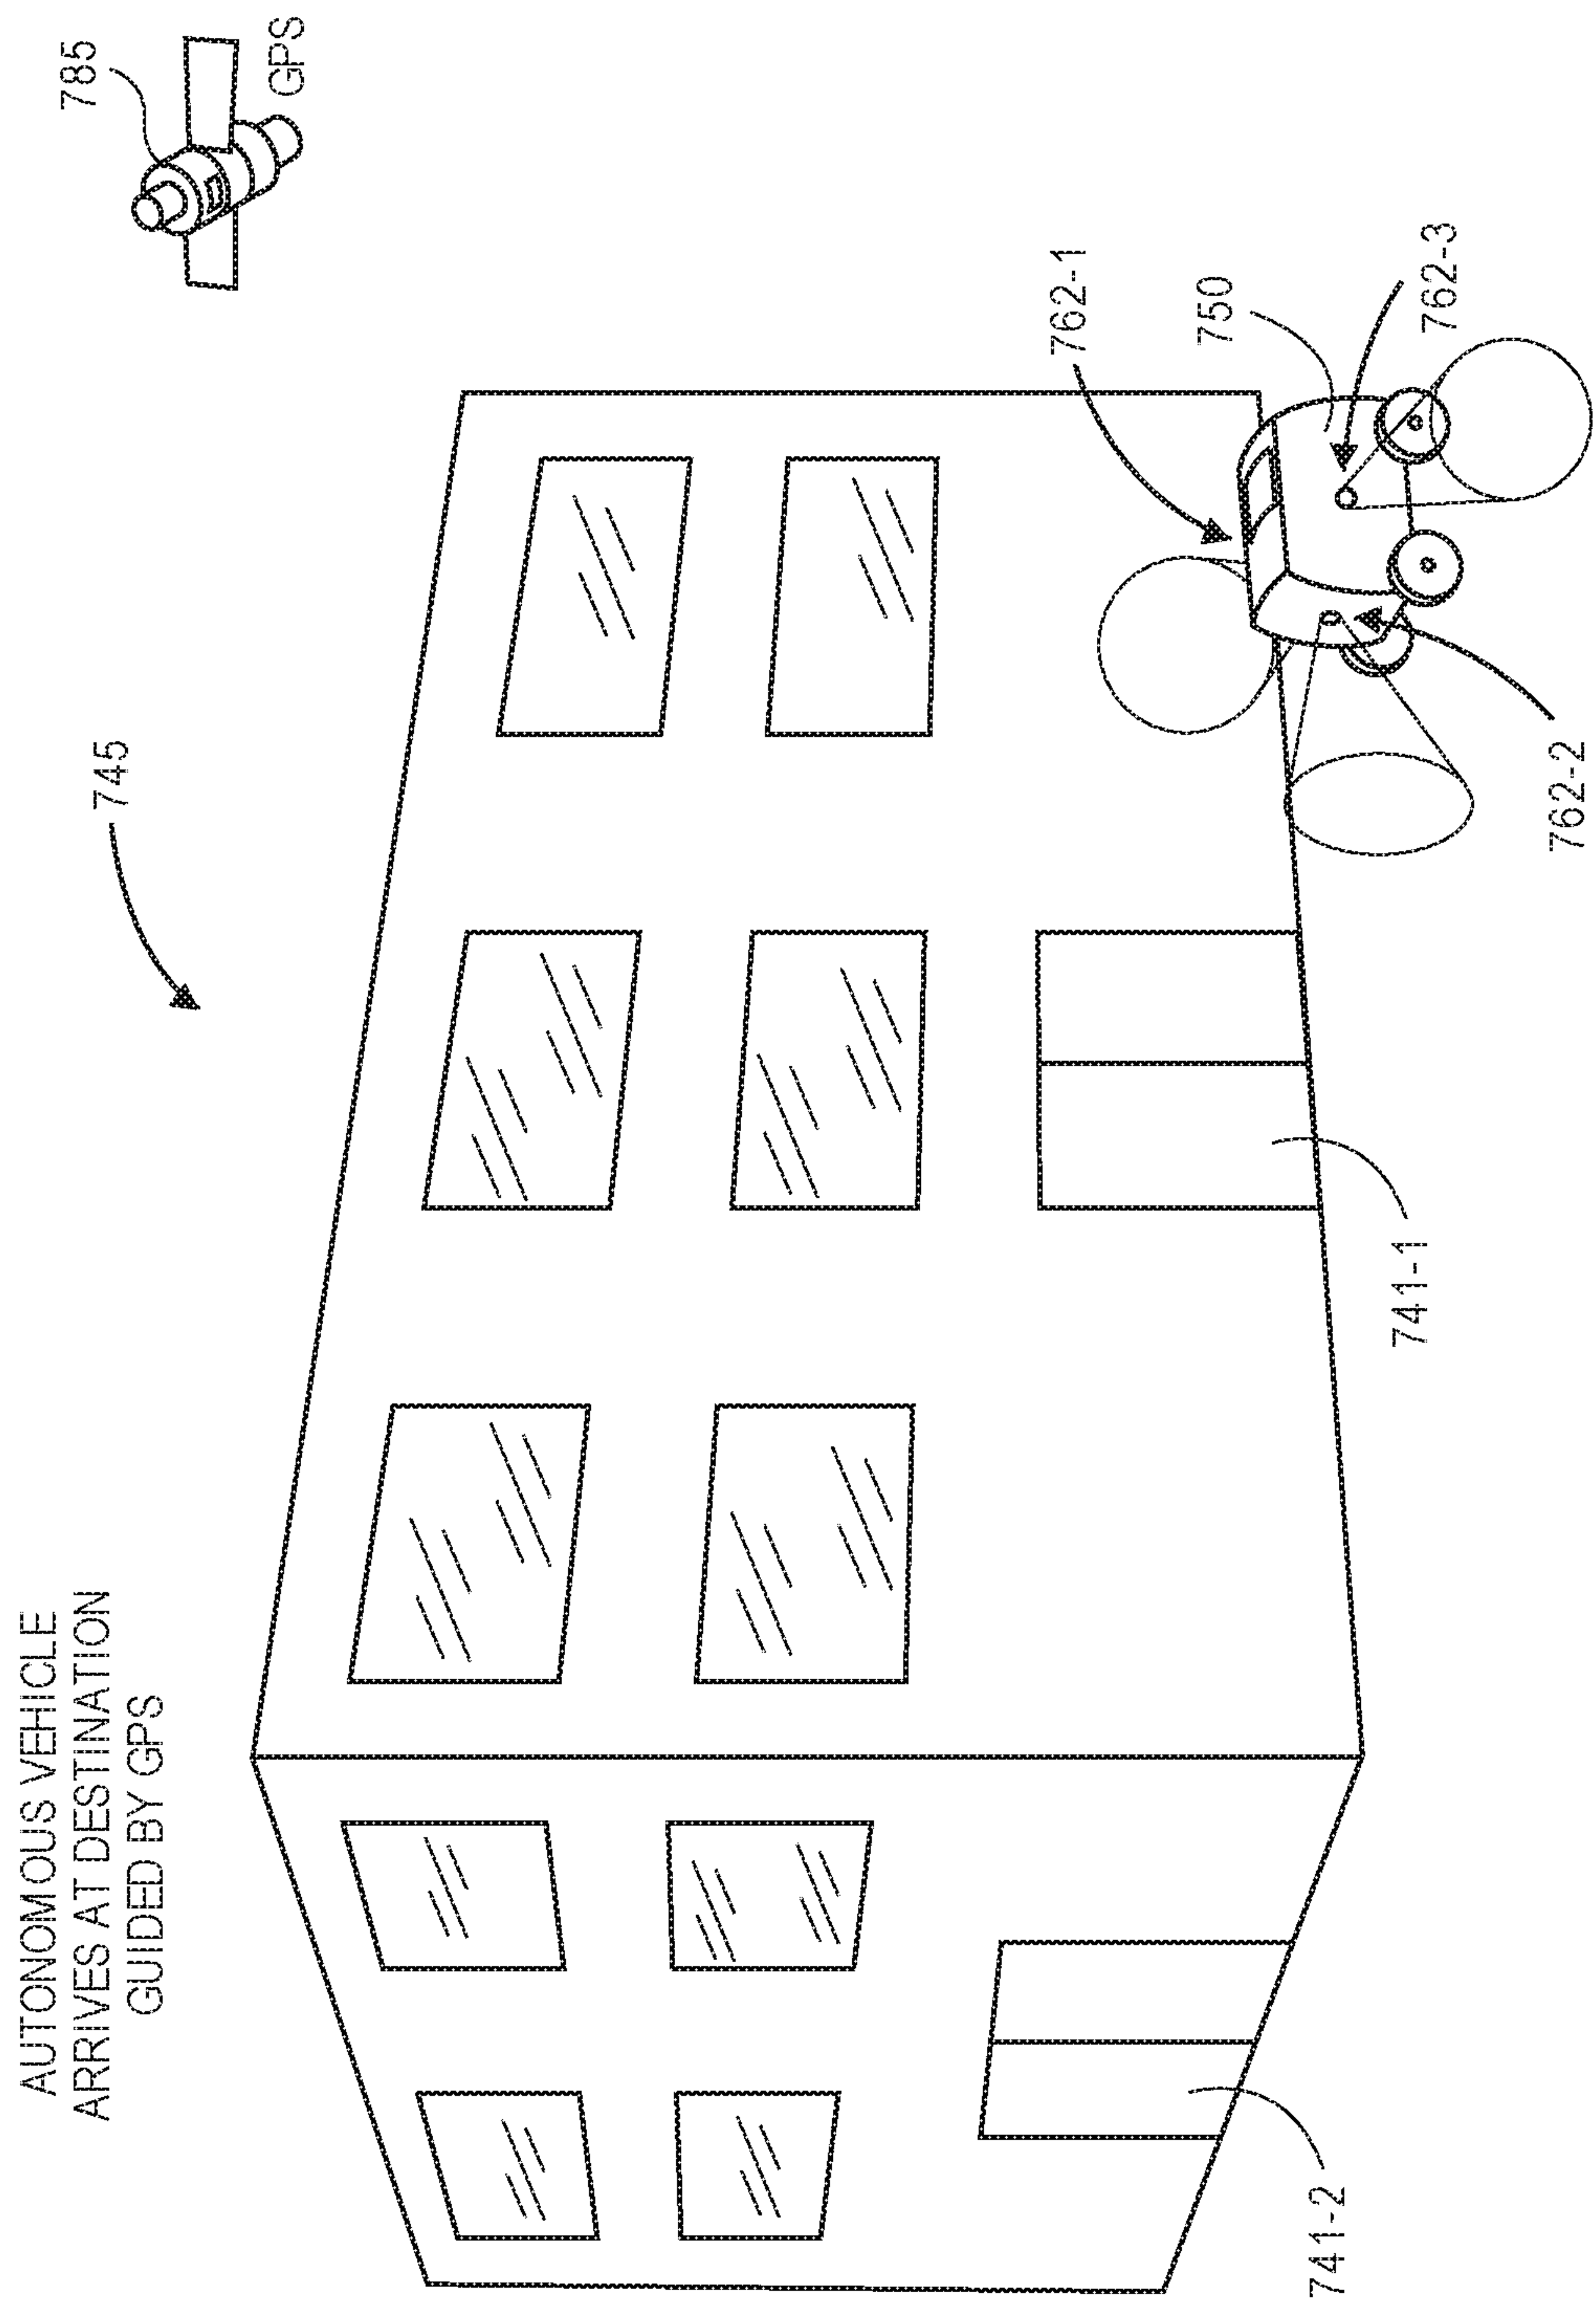 AUTONOMOUS VEHICLE
ARRIVES AT DESTINATION
GUIDED BY GPS
745
785
GPS
762-1
750
762-3
762-2
741-1
741-2